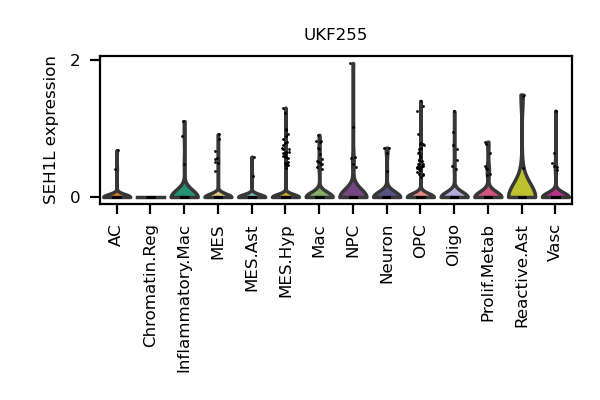 UKF255
SEH1L expression
2
0
AC
Chromatin.Reg
Inflammatory.Mac
MES
MES.Ast
MES.Hyp
Mac
NPC
Neuron
OPC
Oligo
Prolif.Metab
Reactive.Ast
Vasc